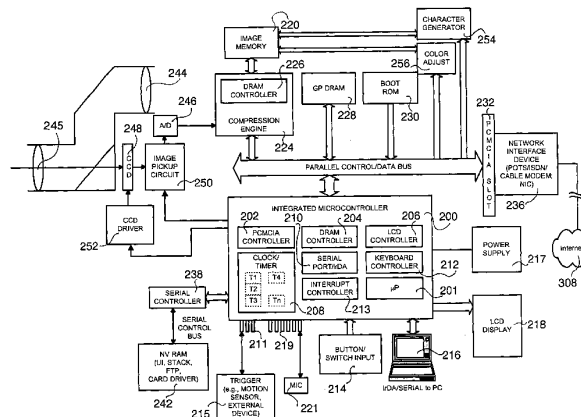 220
IMAGE
MEMORY
CHARACTER
GENERATOR
254
256
COLOR
ADJUST
226
DRAM
CONTROLLER
COMPRESSION
ENGINE
224
GP DRAM
228
BOOT
ROM
230
244
245
246
A/D
248
CCD
IMAGE
PICKUP
CIRCUIT
250
CCD
DRIVER
252
PARALLEL CONTROL/DATA BUS
232
PCMCIA SLOT
NETWORK
INTERFACE
DEVICE
(POTS/ISDN/
CABLE MODEM,
NIC)
236
internet
308
INTEGRATED MICROCONTROLLER
200
202
PCMCIA
CONTROLLER
210
204
DRAM
CONTROLLER
206
LCD
CONTROLLER
CLOCK/
TIMER
T1
T4
T2
T3
Tn
208
SERIAL
PORT/IrDA
KEYBOARD
CONTROLLER
212
INTERRUPT
CONTROLLER
213
μP
201
POWER
SUPPLY
217
238
SERIAL
CONTROLLER
SERIAL
CONTROL
BUS
NV RAM
(UI, STACK,
FTP,
CARD DRIVER)
242
211
219
TRIGGER
(e.g., MOTION
SENSOR,
EXTERNAL
DEVICE)
215
MIC
221
BUTTON/
SWITCH INPUT
214
216
IrDA/SERIAL to PC
LCD
DISPLAY
218